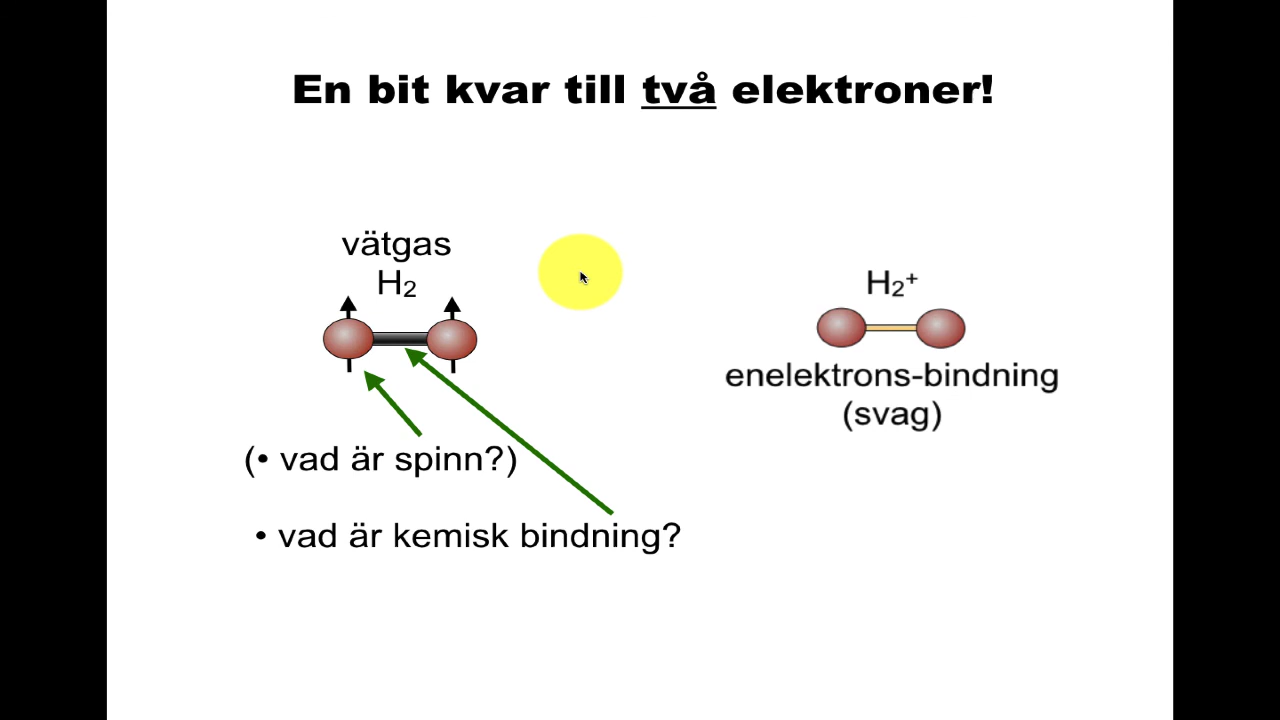 En bit kvar till två elektroner!
vätgas
H₂
(• vad är spinn?)
• vad är kemisk bindning?
H₂⁺
enelektrons-bindning
(svag)